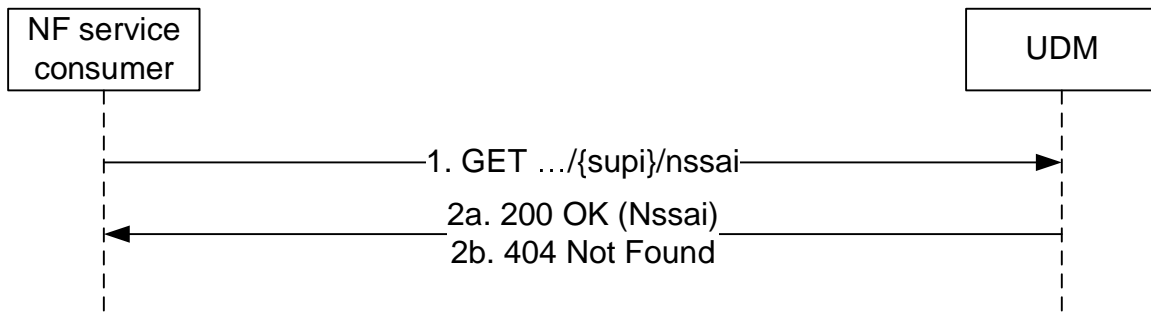 NF service
consumer
UDM
1. GET …/{supi}/nssai
2a. 200 OK (Nssai)
2b. 404 Not Found